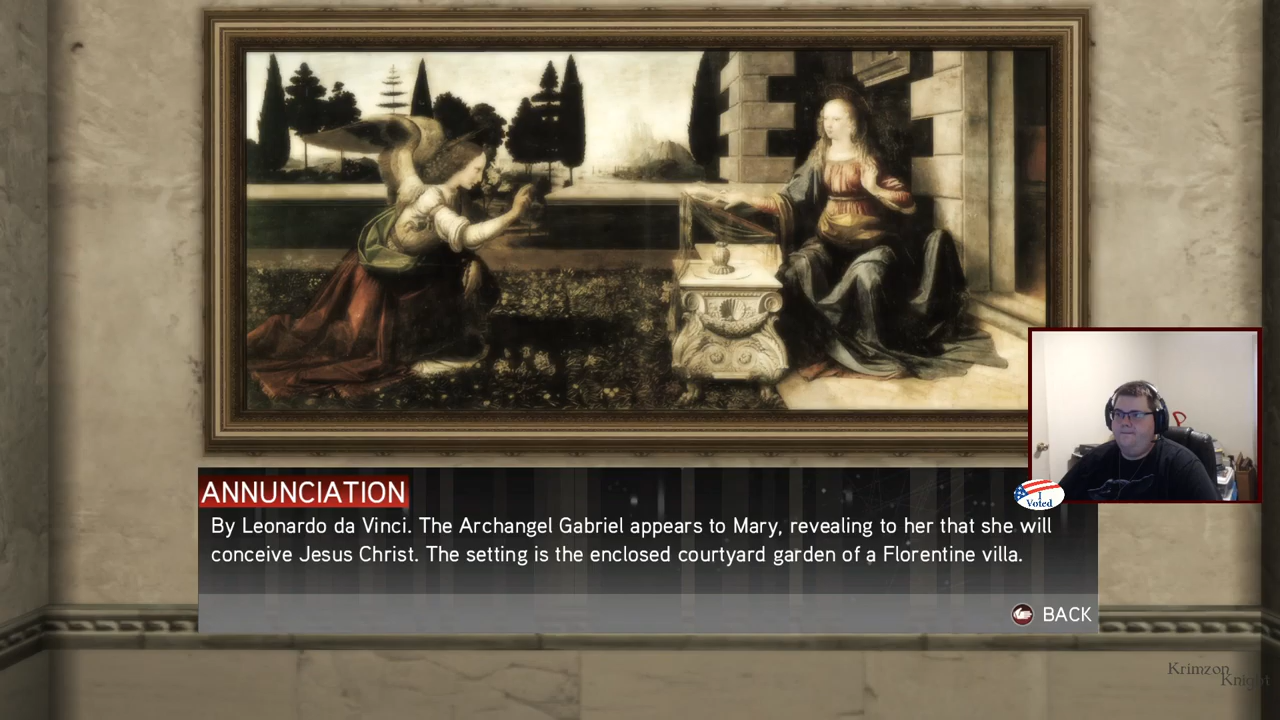 ANNUNCIATION
By Leonardo da Vinci. The Archangel Gabriel appears to Mary, revealing to her that she will
conceive Jesus Christ. The setting is the enclosed courtyard garden of a Florentine villa.
I
Voted
BACK
Krimzon
Knight